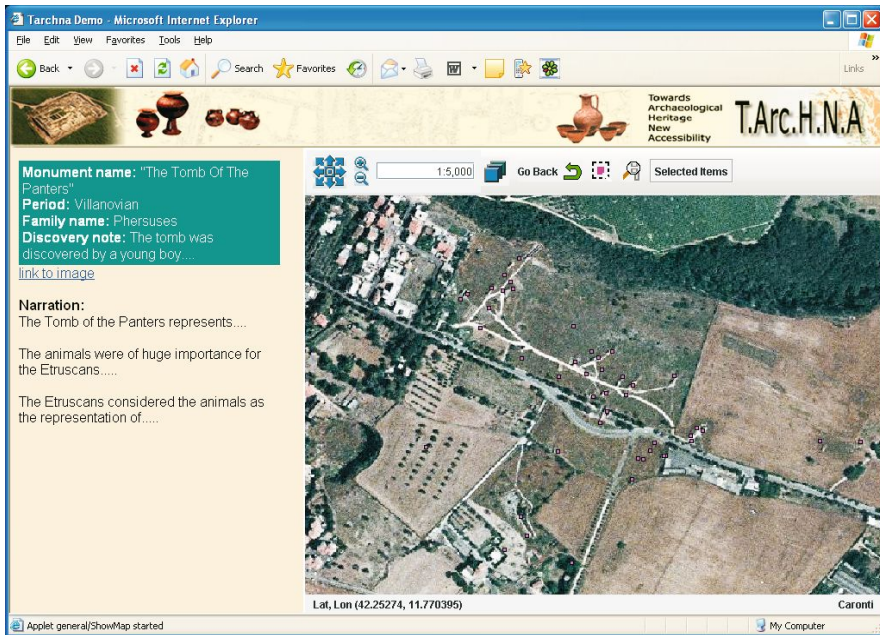 Tarchna Demo - Microsoft Internet Explorer
File Edit View Favorites Tools Help
Back Search Favorites Links
Towards
Archaeological
Heritage
New
Accessibility
T.Arc.H.N.A
Monument name: "The Tomb Of The
Panters"
Period: Villanovian
Family name: Phersuses
Discovery note: The tomb was
discovered by a young boy....
link to image
Narration:
The Tomb of the Panters represents....
The animals were of huge importance for
the Etruscans.....
The Etruscans considered the animals as
the representation of.....
1:5,000 Go Back Selected Items
Lat, Lon (42.25274, 11.770395) Caronti
Applet general/ShowMap started My Computer